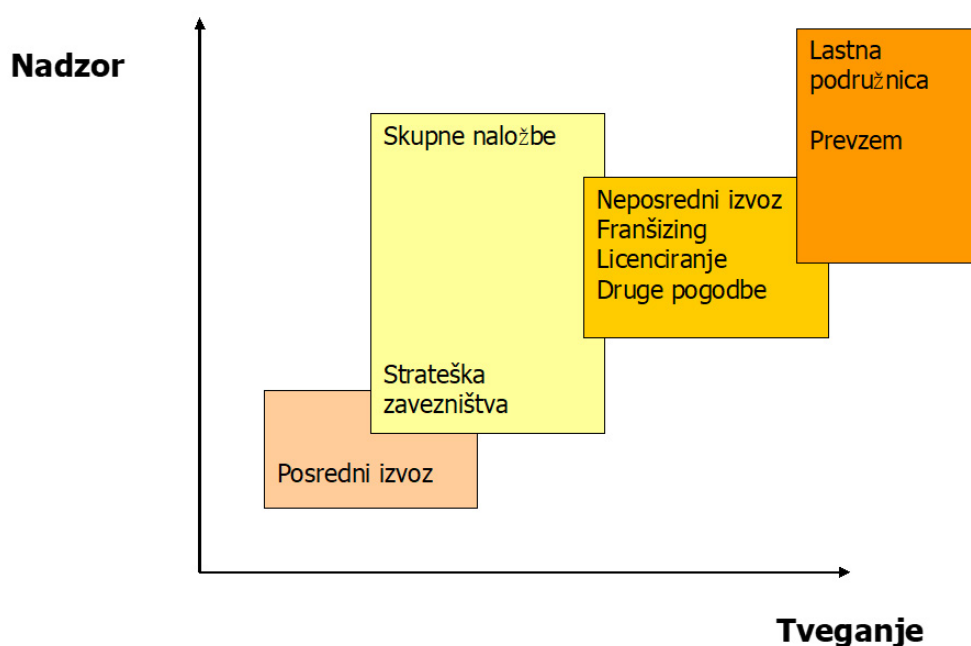 Nadzor
Lastna
podružnica
Prevzem
Skupne naložbe
Neposredni izvoz
Franšizing
Licenciranje
Druge pogodbe
Strateška
zavezništva
Posredni izvoz
Tveganje